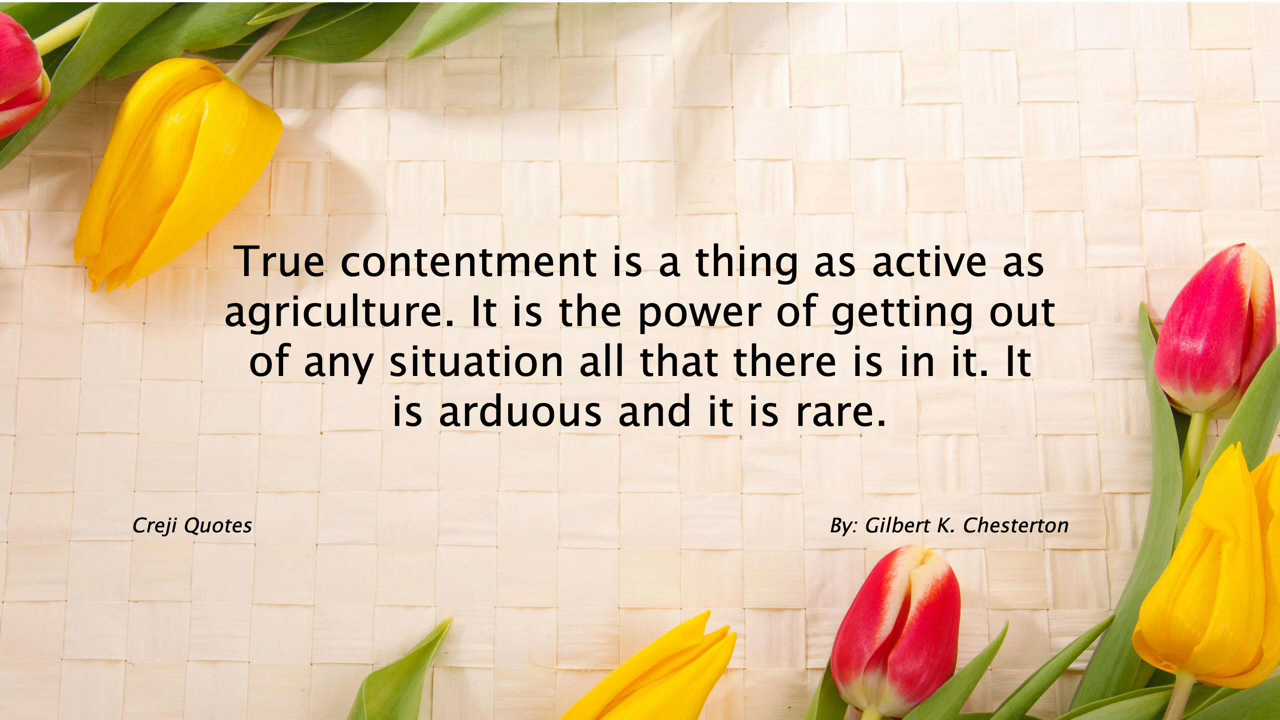 True contentment is a thing as active as
agriculture. It is the power of getting out
of any situation all that there is in it. It
is arduous and it is rare.
Creji Quotes
By: Gilbert K. Chesterton